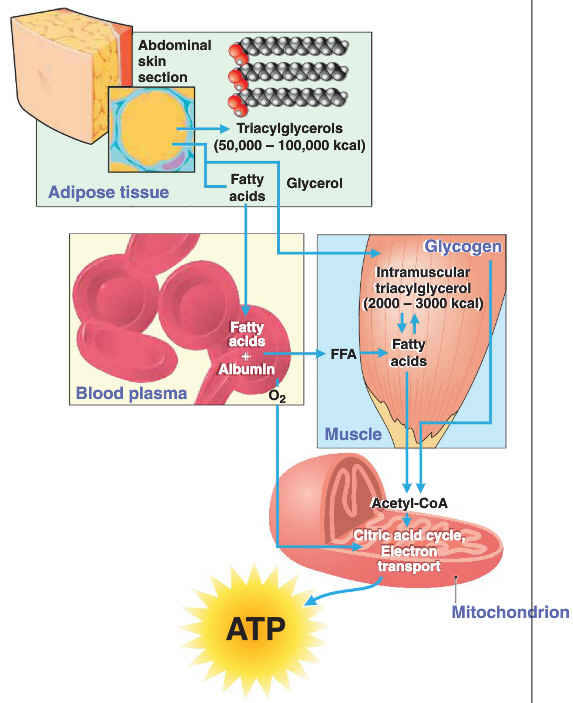 Abdominal
skin
section
Triacylglycerols
(50,000 – 100,000 kcal)
Fatty
acids
Glycerol
Adipose tissue
Glycogen
Intramuscular
triacylglycerol
(2000 – 3000 kcal)
Fatty
acids
+
Albumin
FFA
Fatty
acids
Blood plasma
O₂
Muscle
Acetyl-CoA
Citric acid cycle,
Electron
transport
Mitochondrion
ATP